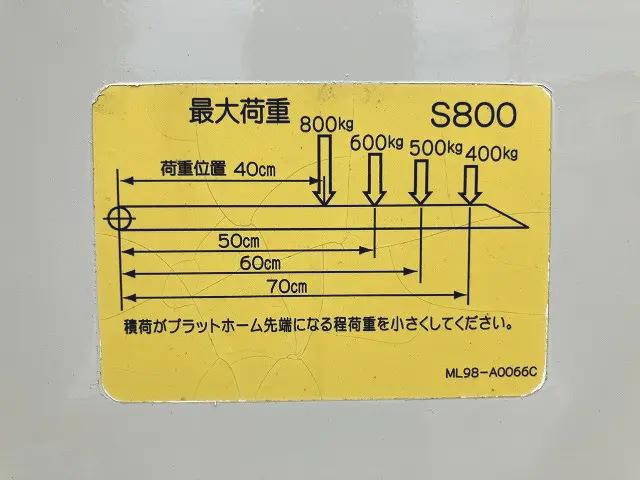 最大荷重 S800
800kg
600kg
500kg
400kg
荷重位置 40cm
50cm
60cm
70cm
積荷がプラットホーム先端になる程荷重を小さくしてください。
ML98-A0066C